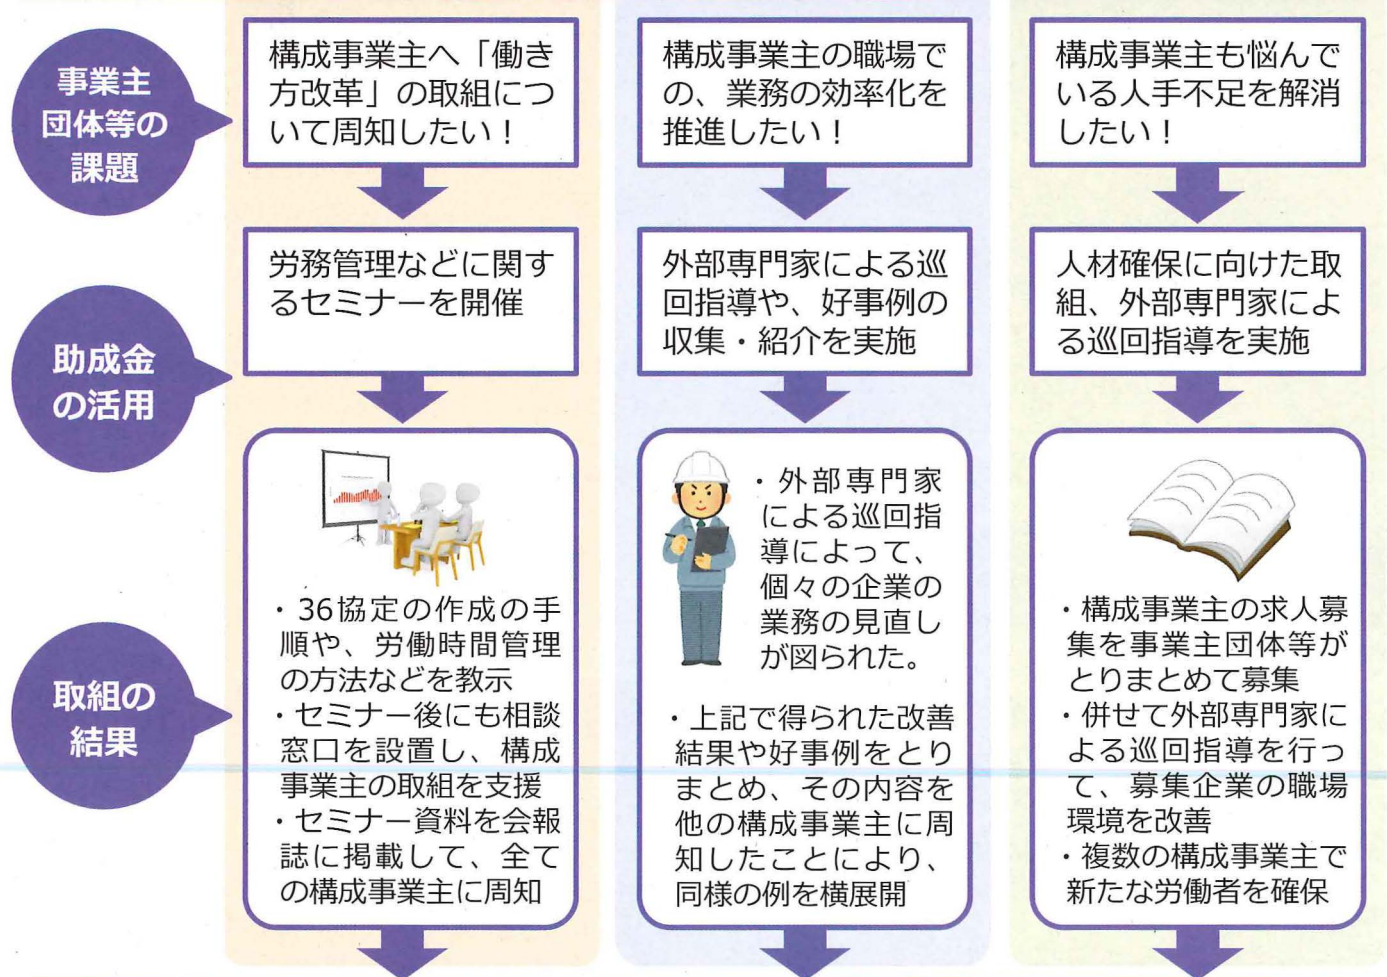 事業主
団体等の
課題
構成事業主へ「働き
方改革」の取組につ
いて周知したい！
構成事業主の職場で
の、業務の効率化を
推進したい！
構成事業主も悩んで
いる人手不足を解消
したい！
助成金
の活用
労務管理などに関す
るセミナーを開催
外部専門家による巡
回指導や、好事例の
収集・紹介を実施
人材確保に向けた取
組、外部専門家によ
る巡回指導を実施
取組の
結果
・36協定の作成の手
順や、労働時間管理
の方法などを教示
・セミナー後にも相談
窓口を設置し、構成
事業主の取組を支援
・セミナー資料を会報
誌に掲載して、全て
の構成事業主に周知
・外部専門家
による巡回指
導によって、
個々の企業の
業務の見直し
が図られた。
・上記で得られた改善
結果や好事例をとり
まとめ、その内容を
他の構成事業主に周
知したことにより、
同様の例を横展開
・構成事業主の求人募
集を事業主団体等が
とりまとめて募集
・併せて外部専門家に
よる巡回指導を行っ
て、募集企業の職場
環境を改善
・複数の構成事業主で
新たな労働者を確保